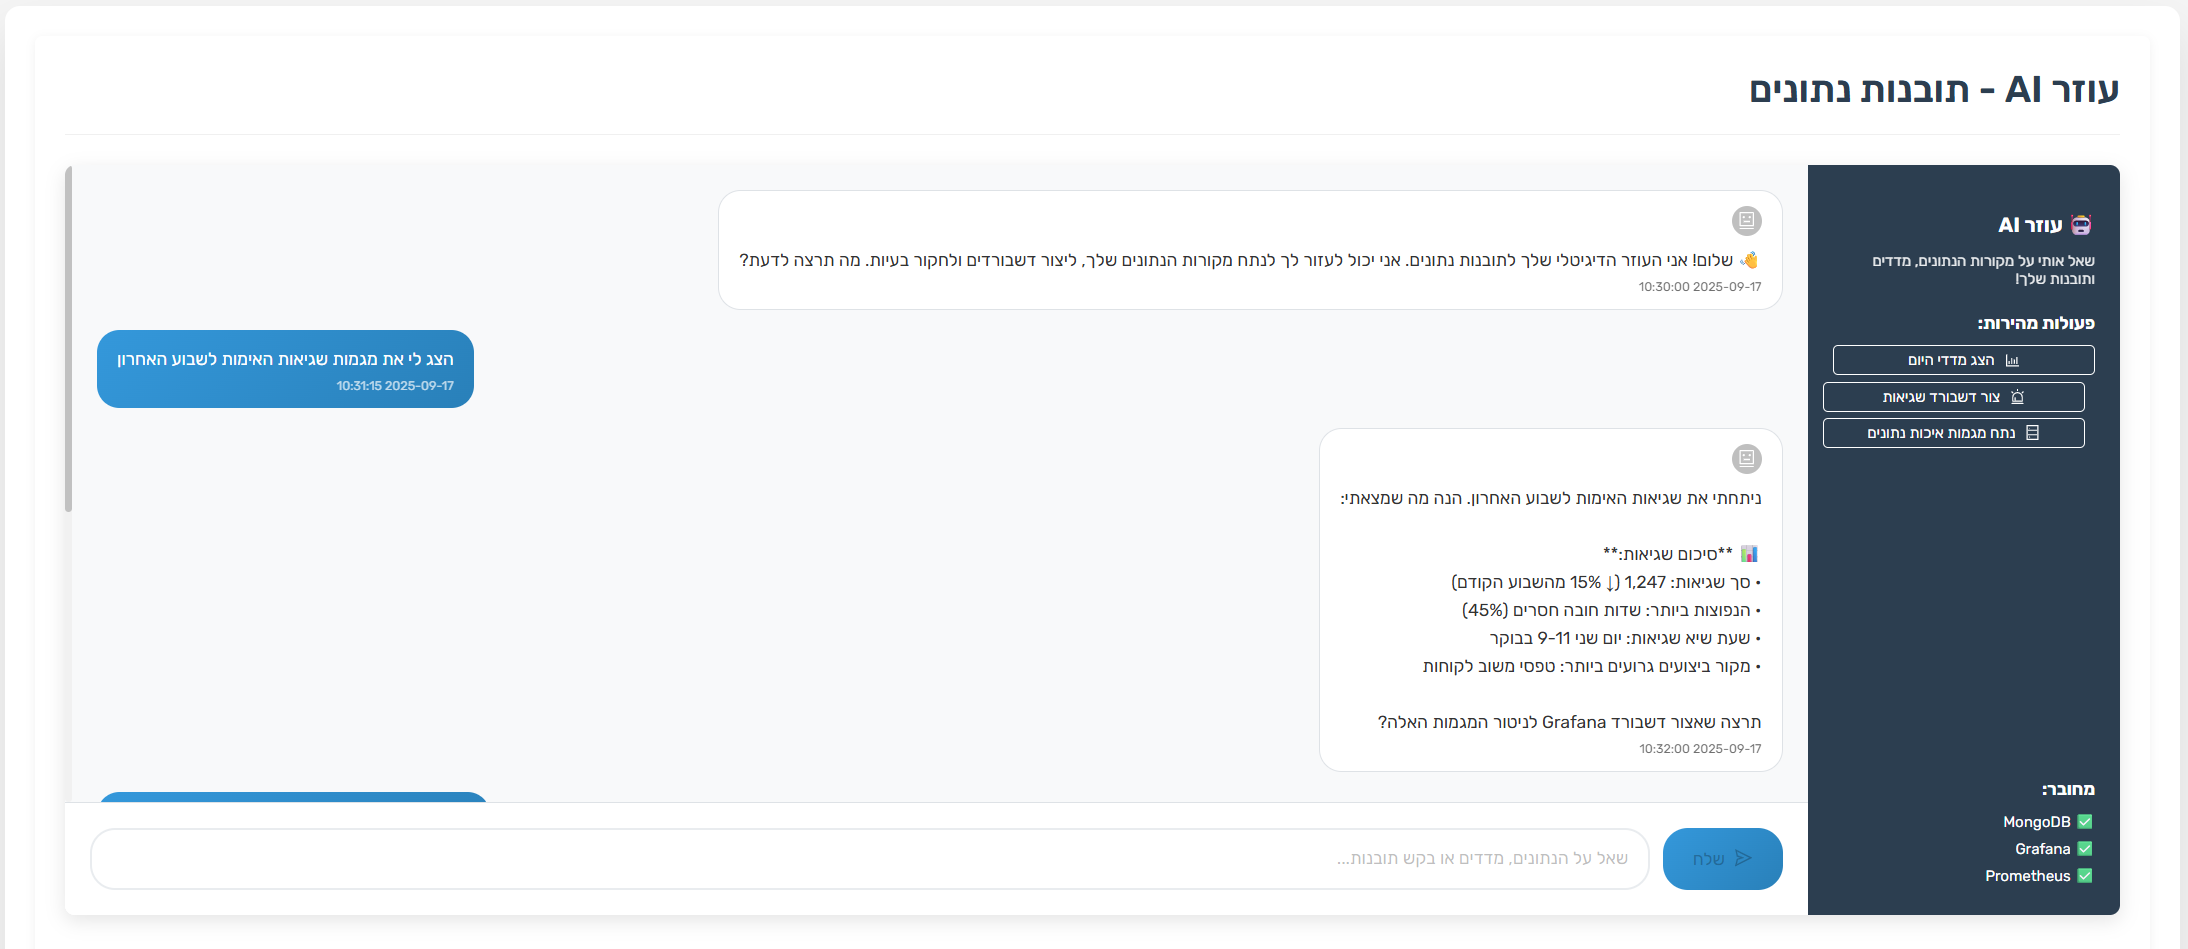 עוזר AI - תובנות נתונים
🤖 עוזר AI
שאל אותי על מקורות הנתונים, מדדים
ותובנות שלך!
פעולות מהירות:
הצג מדדי היום
צור דשבורד שגיאות
נתח מגמות איכות נתונים
מחובר:
✅ MongoDB
✅ Grafana
✅ Prometheus
👋 שלום! אני העוזר הדיגיטלי שלך לתובנות נתונים. אני יכול לעזור לך לנתח מקורות הנתונים שלך, ליצור דשבורדים ולחקור בעיות. מה תרצה לדעת?
2025-09-17 10:30:00
הצג לי את מגמות שגיאות האימות לשבוע האחרון
2025-09-17 10:31:15
ניתחתי את שגיאות האימות לשבוע האחרון. הנה מה שמצאתי:
📊 **סיכום שגיאות:**
• סך שגיאות: 1,247 (↓ 15% מהשבוע הקודם)
• הנפוצות ביותר: שדות חובה חסרים (45%)
• שעת שיא שגיאות: יום שני 9-11 בבוקר
• מקור ביצועים גרועים ביותר: טפסי משוב לקוחות
תרצה שאצור דשבורד Grafana לניטור המגמות האלה?
2025-09-17 10:32:00
שלח
שאל על הנתונים, מדדים או בקש תובנות...